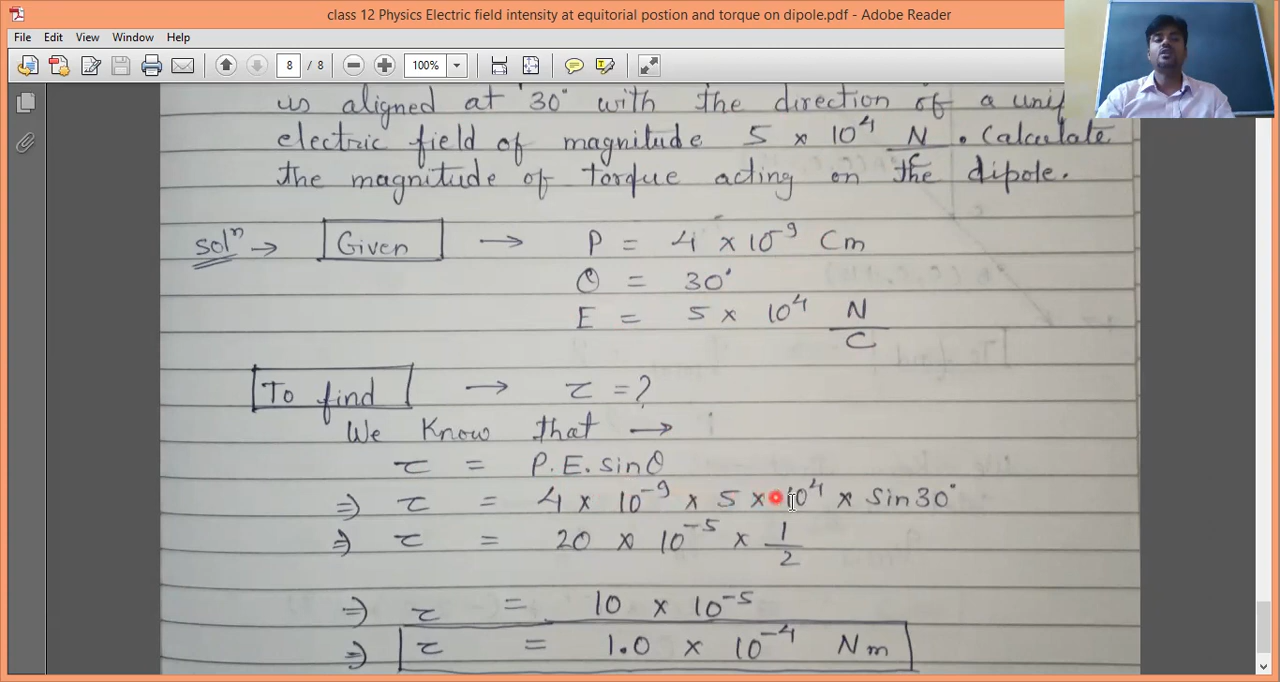 class 12 Physics Electric field intensity at equitorial postion and torque on dipole.pdf - Adobe Reader
File Edit View Window Help
8 / 8 100%
is aligned at 30° with the direction of a unif
electric field of magnitude 5 × 10⁴ N/C . Calculate
the magnitude of torque acting on the dipole.
Solⁿ → Given → P = 4 × 10⁻⁹ Cm
θ = 30°
E = 5 × 10⁴ N/C
To find → τ = ?
We Know that →
τ = P.E.sinθ
⇒ τ = 4 × 10⁻⁹ × 5 × 10⁴ × Sin30°
⇒ τ = 20 × 10⁻⁵ × 1/2
⇒ τ = 10 × 10⁻⁵
⇒ τ = 1.0 × 10⁻⁴ Nm